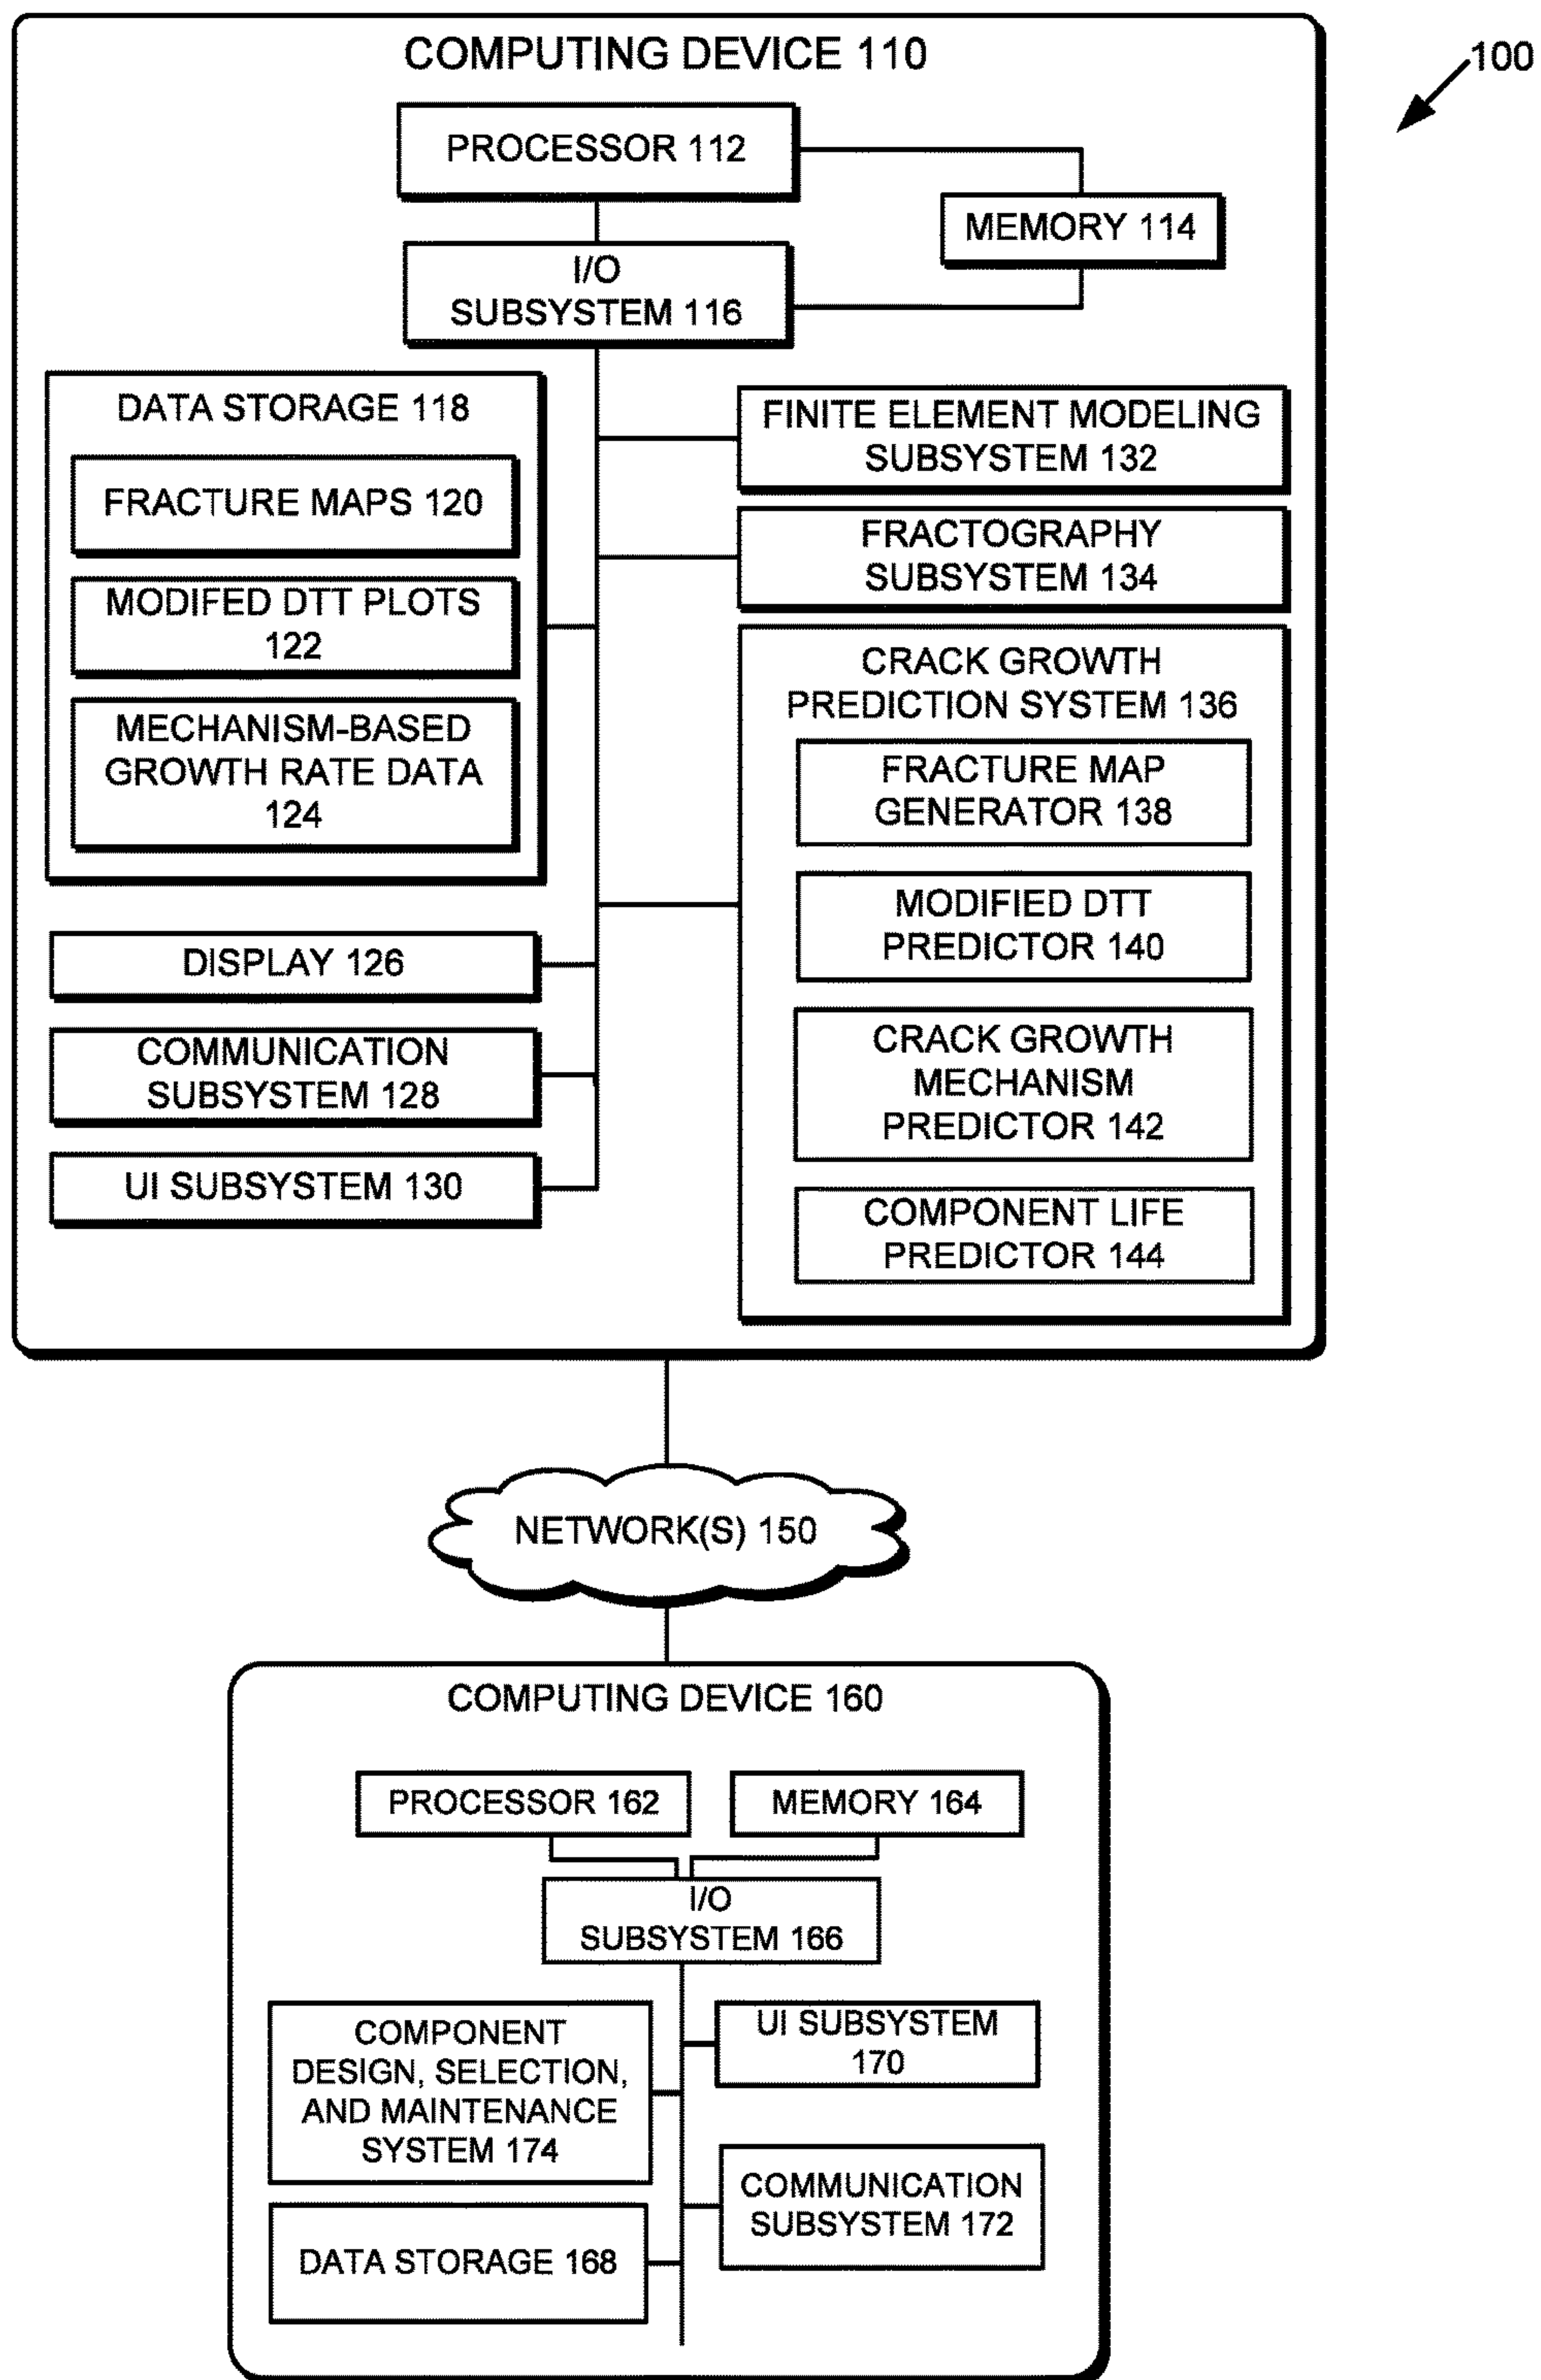 COMPUTING DEVICE 110
100
PROCESSOR 112
MEMORY 114
I/O
SUBSYSTEM 116
DATA STORAGE 118
FRACTURE MAPS 120
MODIFED DTT PLOTS
122
MECHANISM-BASED
GROWTH RATE DATA
124
DISPLAY 126
COMMUNICATION
SUBSYSTEM 128
UI SUBSYSTEM 130
FINITE ELEMENT MODELING
SUBSYSTEM 132
FRACTOGRAPHY
SUBSYSTEM 134
CRACK GROWTH
PREDICTION SYSTEM 136
FRACTURE MAP
GENERATOR 138
MODIFIED DTT
PREDICTOR 140
CRACK GROWTH
MECHANISM
PREDICTOR 142
COMPONENT LIFE
PREDICTOR 144
NETWORK(S) 150
COMPUTING DEVICE 160
PROCESSOR 162
MEMORY 164
I/O
SUBSYSTEM 166
COMPONENT
DESIGN, SELECTION,
AND MAINTENANCE
SYSTEM 174
DATA STORAGE 168
UI SUBSYSTEM
170
COMMUNICATION
SUBSYSTEM 172